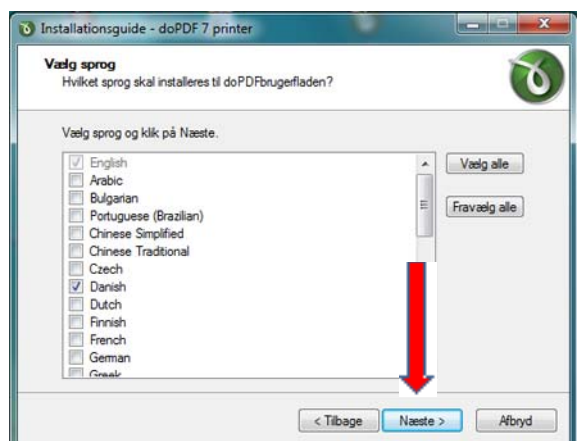 Installationsguide - doPDF 7 printer
Vælg sprog
Hvilket sprog skal installeres til doPDFbrugerfladen?
Vælg sprog og klik på Næste.
English
Arabic
Bulgarian
Portuguese (Brazilian)
Chinese Simplified
Chinese Traditional
Czech
Danish
Dutch
Finnish
French
German
Greek
Vælg alle
Fravælg alle
< Tilbage
Næste >
Afbryd